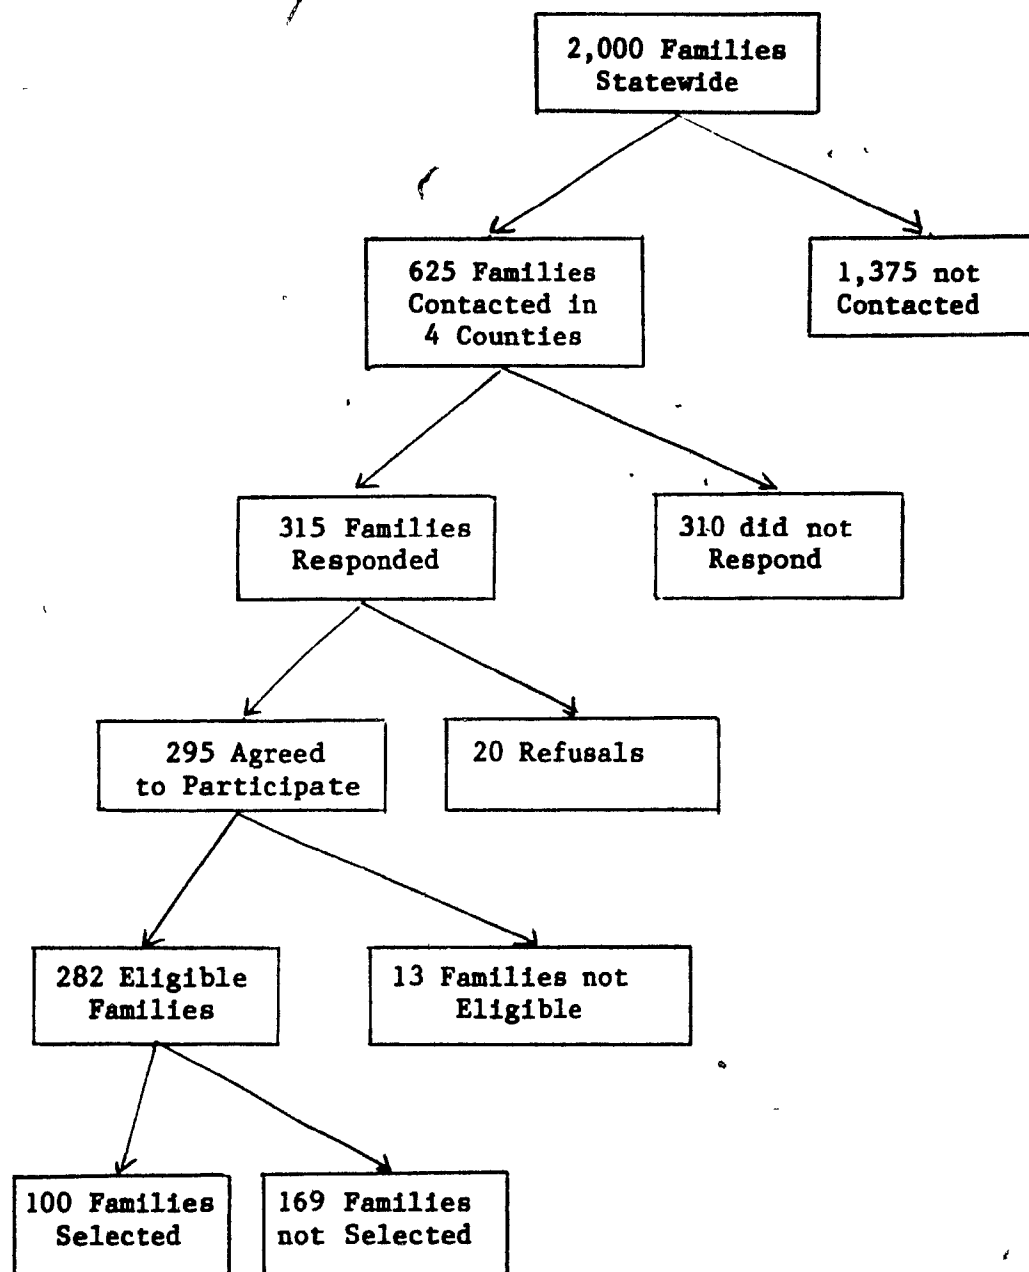 2,000 Families
Statewide
625 Families
Contacted in
4 Counties
1,375 not
Contacted
315 Families
Responded
310 did not
Respond
295 Agreed
to Participate
20 Refusals
282 Eligible
Families
13 Families not
Eligible
100 Families
Selected
169 Families
not Selected